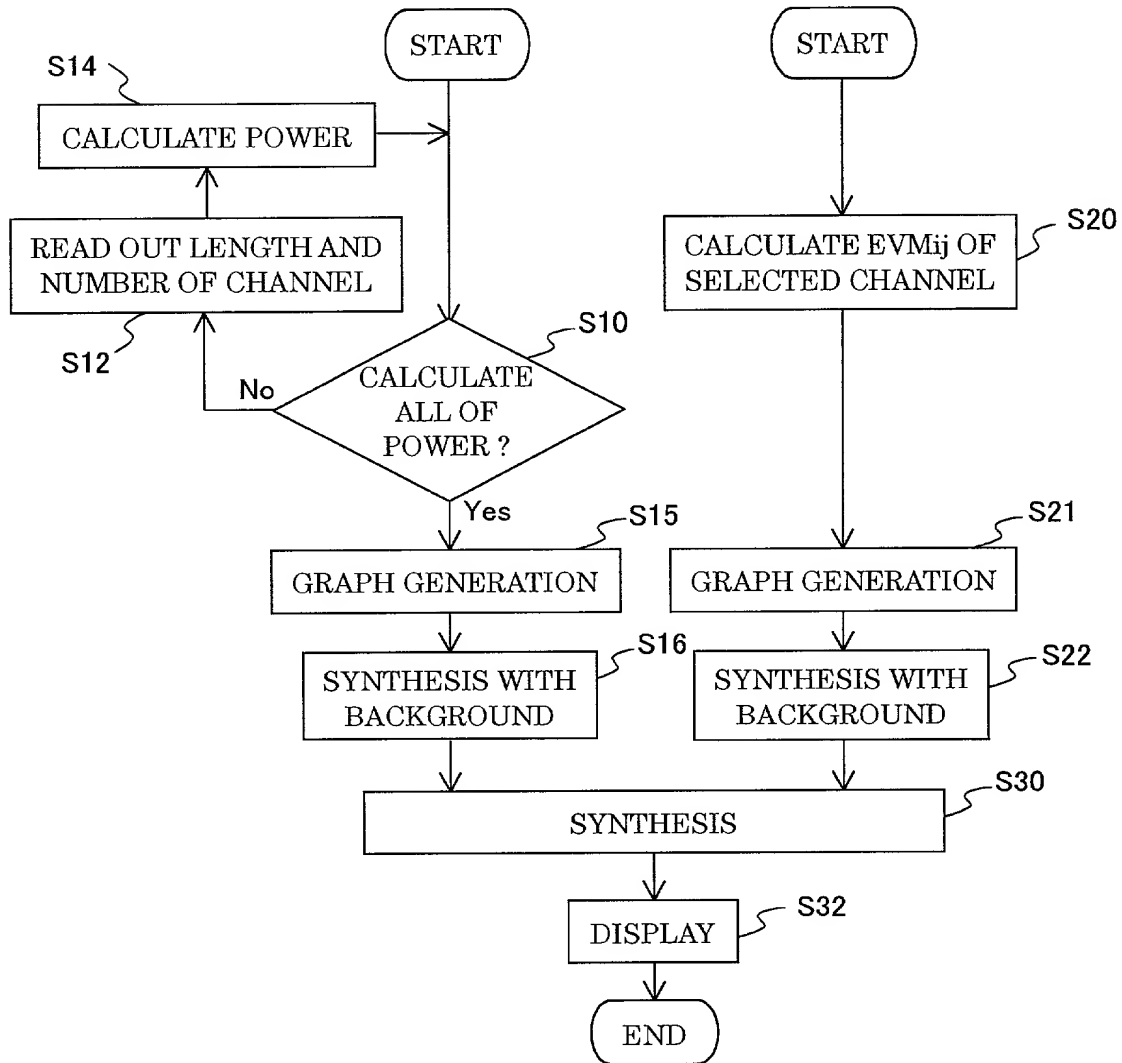 START
START
S14
CALCULATE POWER
S20
READ OUT LENGTH AND
NUMBER OF CHANNEL
CALCULATE EVMij OF
SELECTED CHANNEL
S12
S10
No
CALCULATE
ALL OF
POWER ?
Yes
S15
S21
GRAPH GENERATION
GRAPH GENERATION
S16
S22
SYNTHESIS WITH
BACKGROUND
SYNTHESIS WITH
BACKGROUND
S30
SYNTHESIS
S32
DISPLAY
END